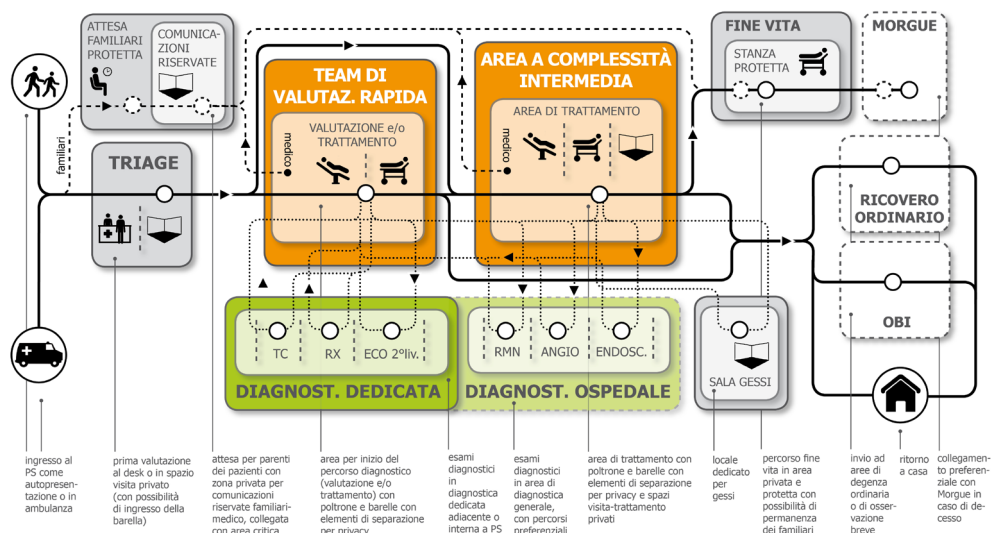 ATTESA
FAMILIARI
PROTETTA
COMUNICA-
ZIONI
RISERVATE
familiari
TRIAGE
TEAM DI
VALUTAZ. RAPIDA
medico
VALUTAZIONE e/o
TRATTAMENTO
AREA A COMPLESSITÀ
INTERMEDIA
medico
AREA DI TRATTAMENTO
FINE VITA
STANZA
PROTETTA
MORGUE
RICOVERO
ORDINARIO
OBI
TC
RX
ECO 2°liv.
DIAGNOST. DEDICATA
RMN
ANGIO
ENDOSC.
DIAGNOST. OSPEDALE
SALA GESSI
ingresso al
PS come
autopresen-
tazione o in
ambulanza
prima valutazione
al desk o in spazio
visita privato
(con possibilità
di ingresso della
barella)
attesa per parenti
dei pazienti con
zona privata per
comunicazioni
riservate familiari-
medico, collegata
con area critica
area per inizio del
percorso diagnostico
(valutazione e/o
trattamento) con
poltrone e barelle con
elementi di separazione
per privacy
esami
diagnostici
in
diagnostica
dedicata
adiacente o
interna a PS
esami
diagnostici
in area di
diagnostica
generale,
con percorsi
preferenziali
area di trattamento con
poltrone e barelle con
elementi di separazione
per privacy e spazi
visita-trattamento
privati
locale
dedicato
per
gessi
percorso fine
vita in area
privata e
protetta con
possibilità di
permanenza
dei familiari
invio ad
aree di
degenza
ordinaria
o di osser-
vazione
breve
ritorno
a casa
collegamento
preferen-
ziale con
Morgue in
caso di de-
cesso